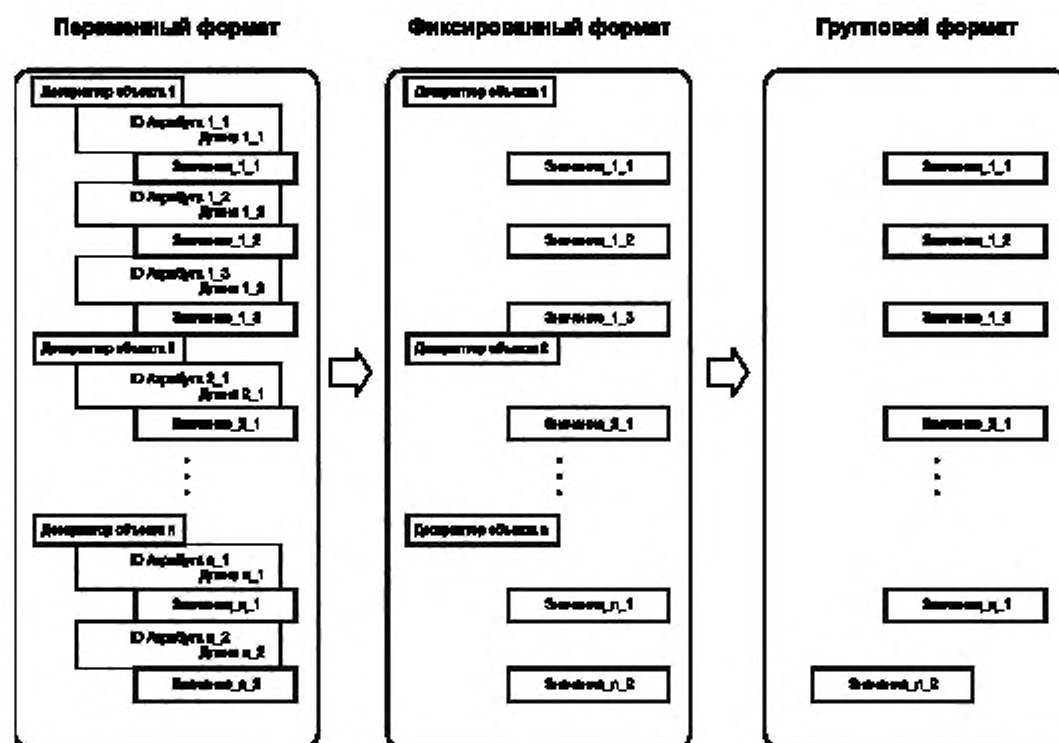 Переменный формат
Дескриптор объекта 1
ID Атрибута 1_1
Длина 1_1
Значение_1_1
ID Атрибута 1_2
Длина 1_2
Значение_1_2
ID Атрибута 1_3
Длина 1_3
Значение_1_3
Дескриптор объекта 2
ID Атрибута 2_1
Длина 2_1
Значение_2_1
Дескриптор объекта n
ID Атрибута n_1
Длина n_1
Значение_n_1
ID Атрибута n_2
Длина n_2
Значение_n_2
Фиксированный формат
Дескриптор объекта 1
Значение_1_1
Значение_1_2
Значение_1_3
Дескриптор объекта 2
Значение_2_1
Дескриптор объекта n
Значение_n_1
Значение_n_2
Групповой формат
Значение_1_1
Значение_1_2
Значение_1_3
Значение_2_1
Значение_n_1
Значение_n_2